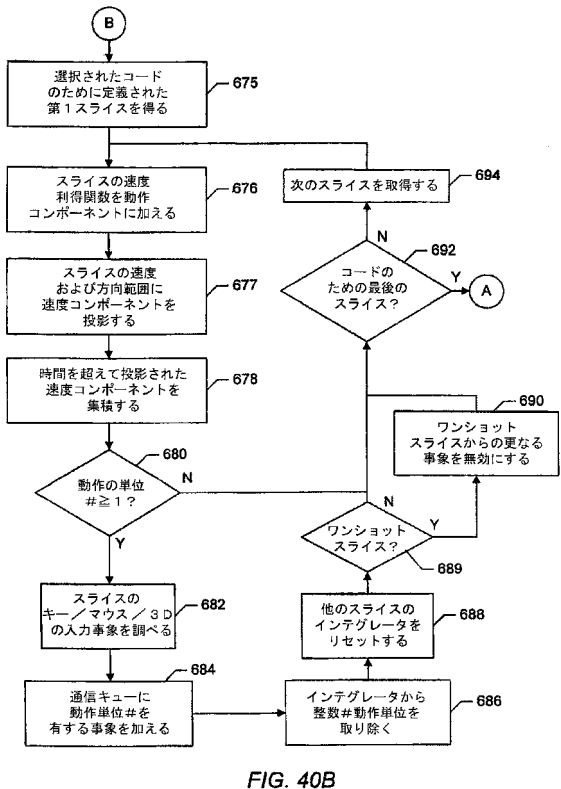 B
選択されたコード
のために定義された
第1スライスを得る
675
スライスの速度
利得関数を動作
コンポーネントに加える
676
スライスの速度
および方向範囲に
速度コンポーネントを
投影する
677
時間を超えて投影された
速度コンポーネントを
集積する
678
680
動作の単位
#≧1?
N
Y
スライスの
キー/マウス/3D
の入力事象を調べる
682
684
通信キューに
動作単位#を
有する事象を加える
インテグレータから
整数#動作単位を
取り除く
686
他のスライスの
インテグレータを
リセットする
688
ワンショット
スライス?
689
N
Y
690
ワンショット
スライスからの更なる
事象を無効にする
692
コードの
ための最後の
スライス?
N
Y
A
次のスライスを取得する
694
FIG. 40B